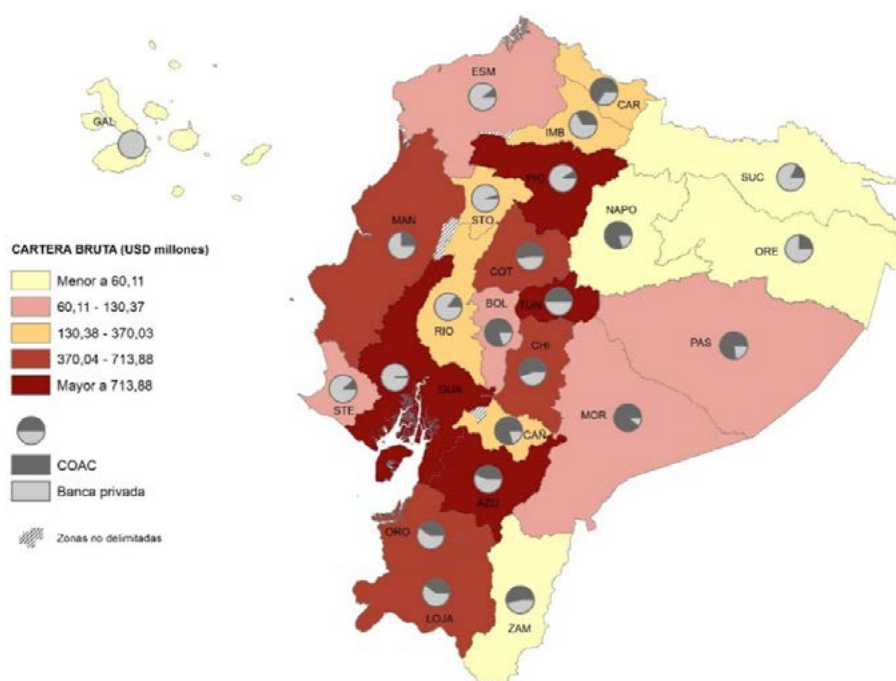 ESM
CAR
GAL
IMB
PIC
SUC
MAN
STO
NAPO
CARTERA BRUTA (USD millones)
ORE
COT
Menor a 60,11
60,11 - 130,37
BOL
TUN
130,38 - 370,03
RIO
CHI
PAS
370,04 - 713,88
Mayor a 713,88
GUA
STE
MOR
CAÑ
COAC
Banca privada
AZU
ORO
Zonas no delimitadas
LOJA
ZAM